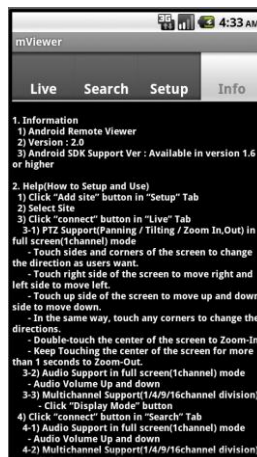 3G 4:33 AM
mViewer
Live Search Setup Info
1. Information
1) Android Remote Viewer
2) Version : 2.0
3) Android SDK Support Ver : Available in version 1.6
or higher
2. Help(How to Setup and Use)
1) Click "Add site" button in "Setup" Tab
2) Select Site
3) Click "connect" button in "Live" Tab
3-1) PTZ Support(Panning / Tilting / Zoom In,Out) in
full screen(1channel) mode
- Touch sides and corners of the screen to change
the direction as users want.
- Touch right side of the screen to move right and
left side to move left.
- Touch up side of the screen to move up and down
side to move down.
- In the same way, touch any corners to change the
directions.
- Double-touch the center of the screen to Zoom-In
- Keep Touching the center of the screen for more
than 1 seconds to Zoom-Out.
3-2) Audio Support in full screen(1channel) mode
- Audio Volume Up and down
3-3) Multichannel Support(1/4/9/16channel division)
- Click "Display Mode" button
4) Click "connect" button in "Search" Tab
4-1) Audio Support in full screen(1channel) mode
- Audio Volume Up and down
4-2) Multichannel Support(1/4/9/16channel division)